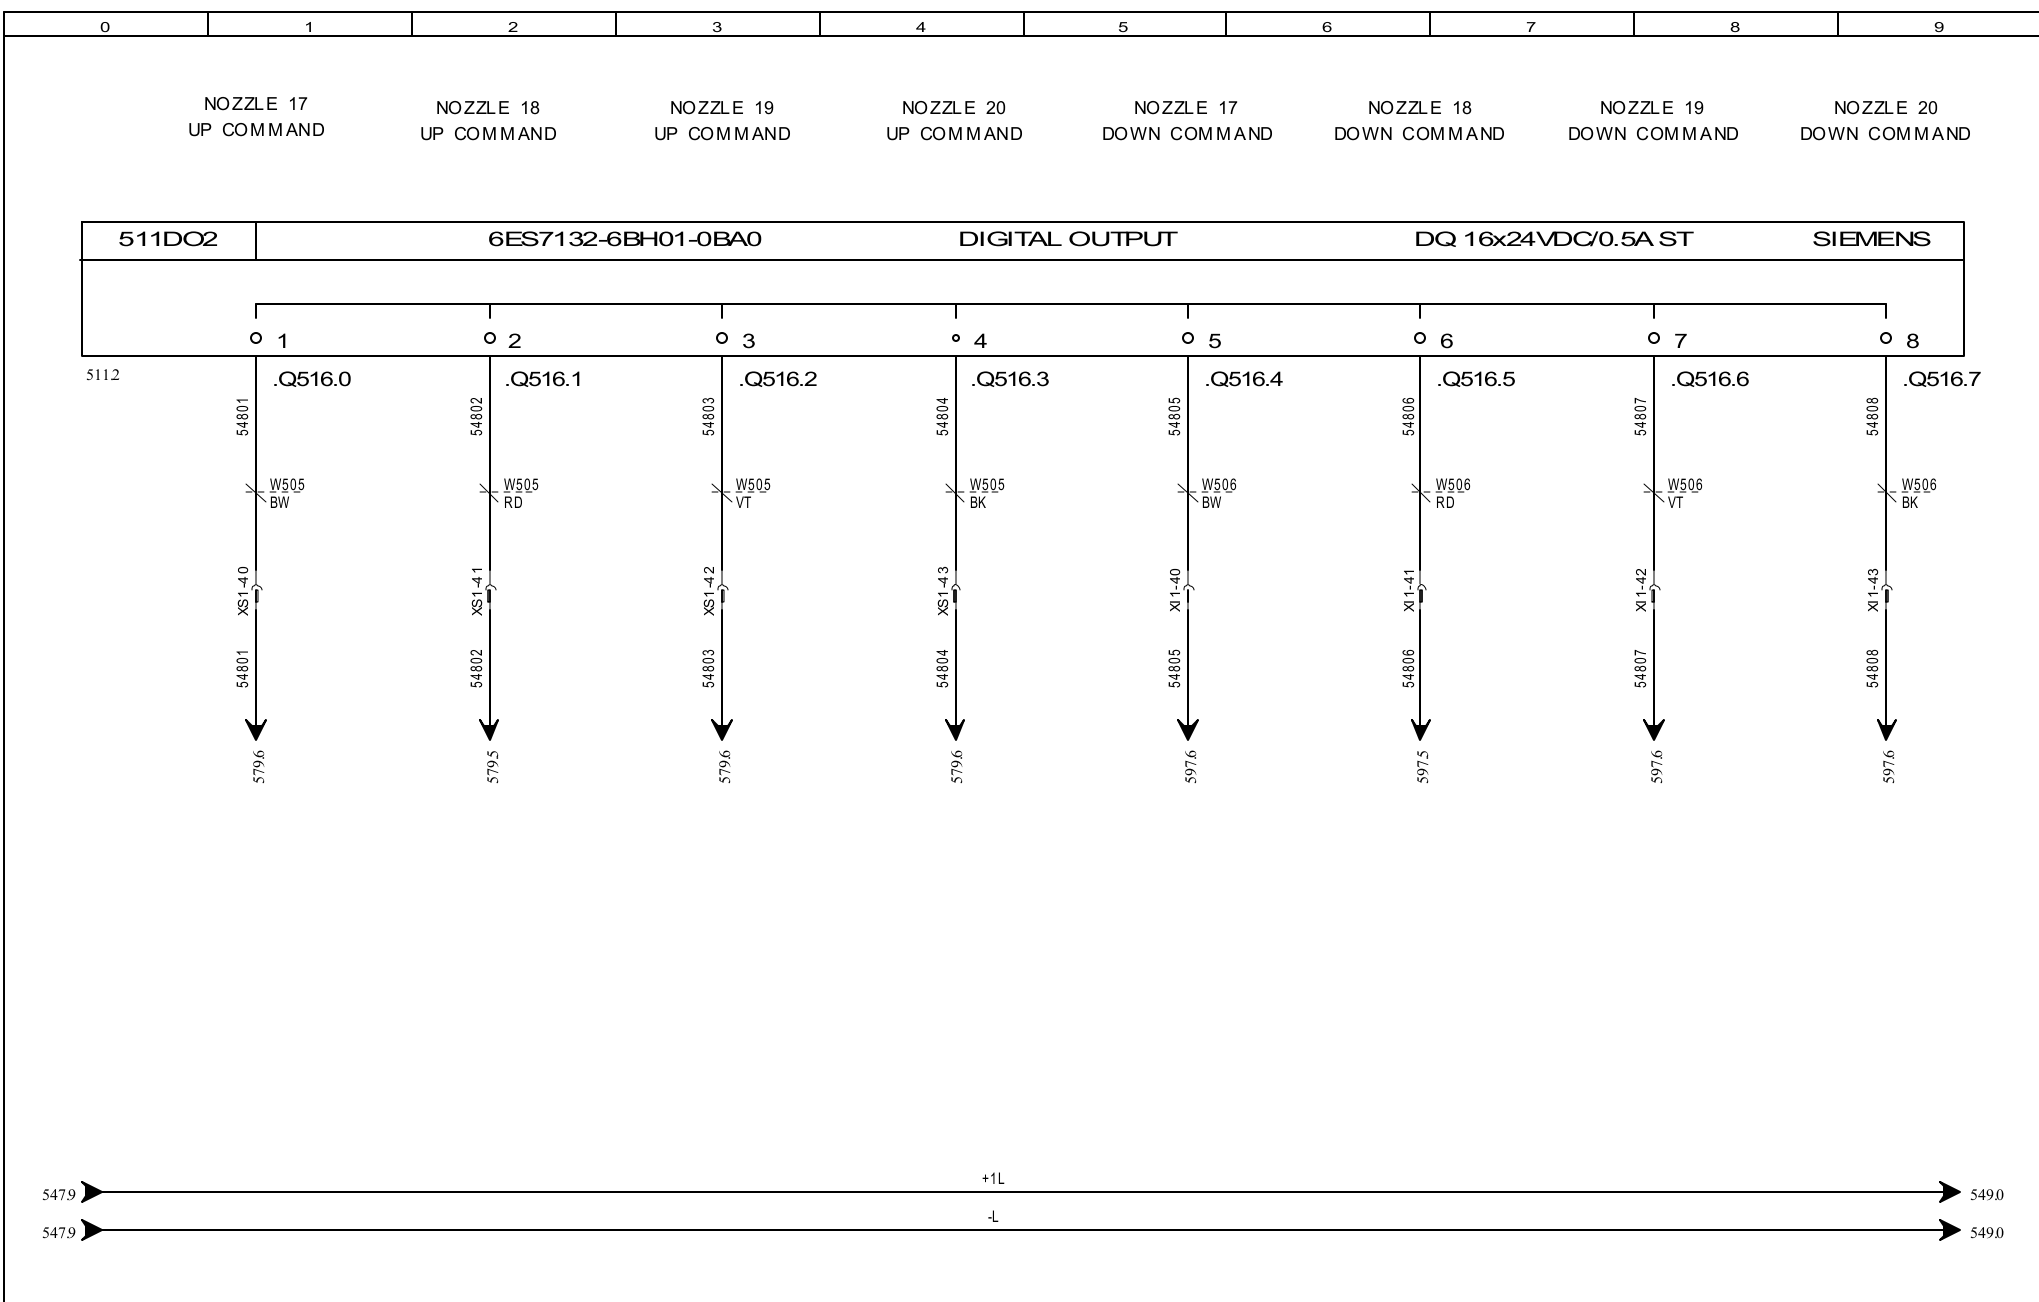 0 1 2 3 4 5 6 7 8 9
NOZZLE 17 NOZZLE 18 NOZZLE 19 NOZZLE 20 NOZZLE 17 NOZZLE 18 NOZZLE 19 NOZZLE 20
UP COMMAND UP COMMAND UP COMMAND UP COMMAND DOWN COMMAND DOWN COMMAND DOWN COMMAND DOWN COMMAND
511DO2 6ES7132-6BH01-0BA0 DIGITAL OUTPUT DQ 16x24VDC/0.5A ST SIEMENS
1 2 3 4 5 6 7 8
511.2 .Q516.0 .Q516.1 .Q516.2 .Q516.3 .Q516.4 .Q516.5 .Q516.6 .Q516.7
54801 54802 54803 54804 54805 54806 54807 54808
W505 W505 W505 W505 W506 W506 W506 W506
BW RD VT BK BW RD VT BK
XS1-40 XS1-41 XS1-42 XS1-43 XI1-40 XI1-41 XI1-42 XI1-43
54801 54802 54803 54804 54805 54806 54807 54808
579.6 579.5 579.6 579.6 597.6 597.5 597.6 597.6
+1L
547.9 549.0
-L
547.9 549.0